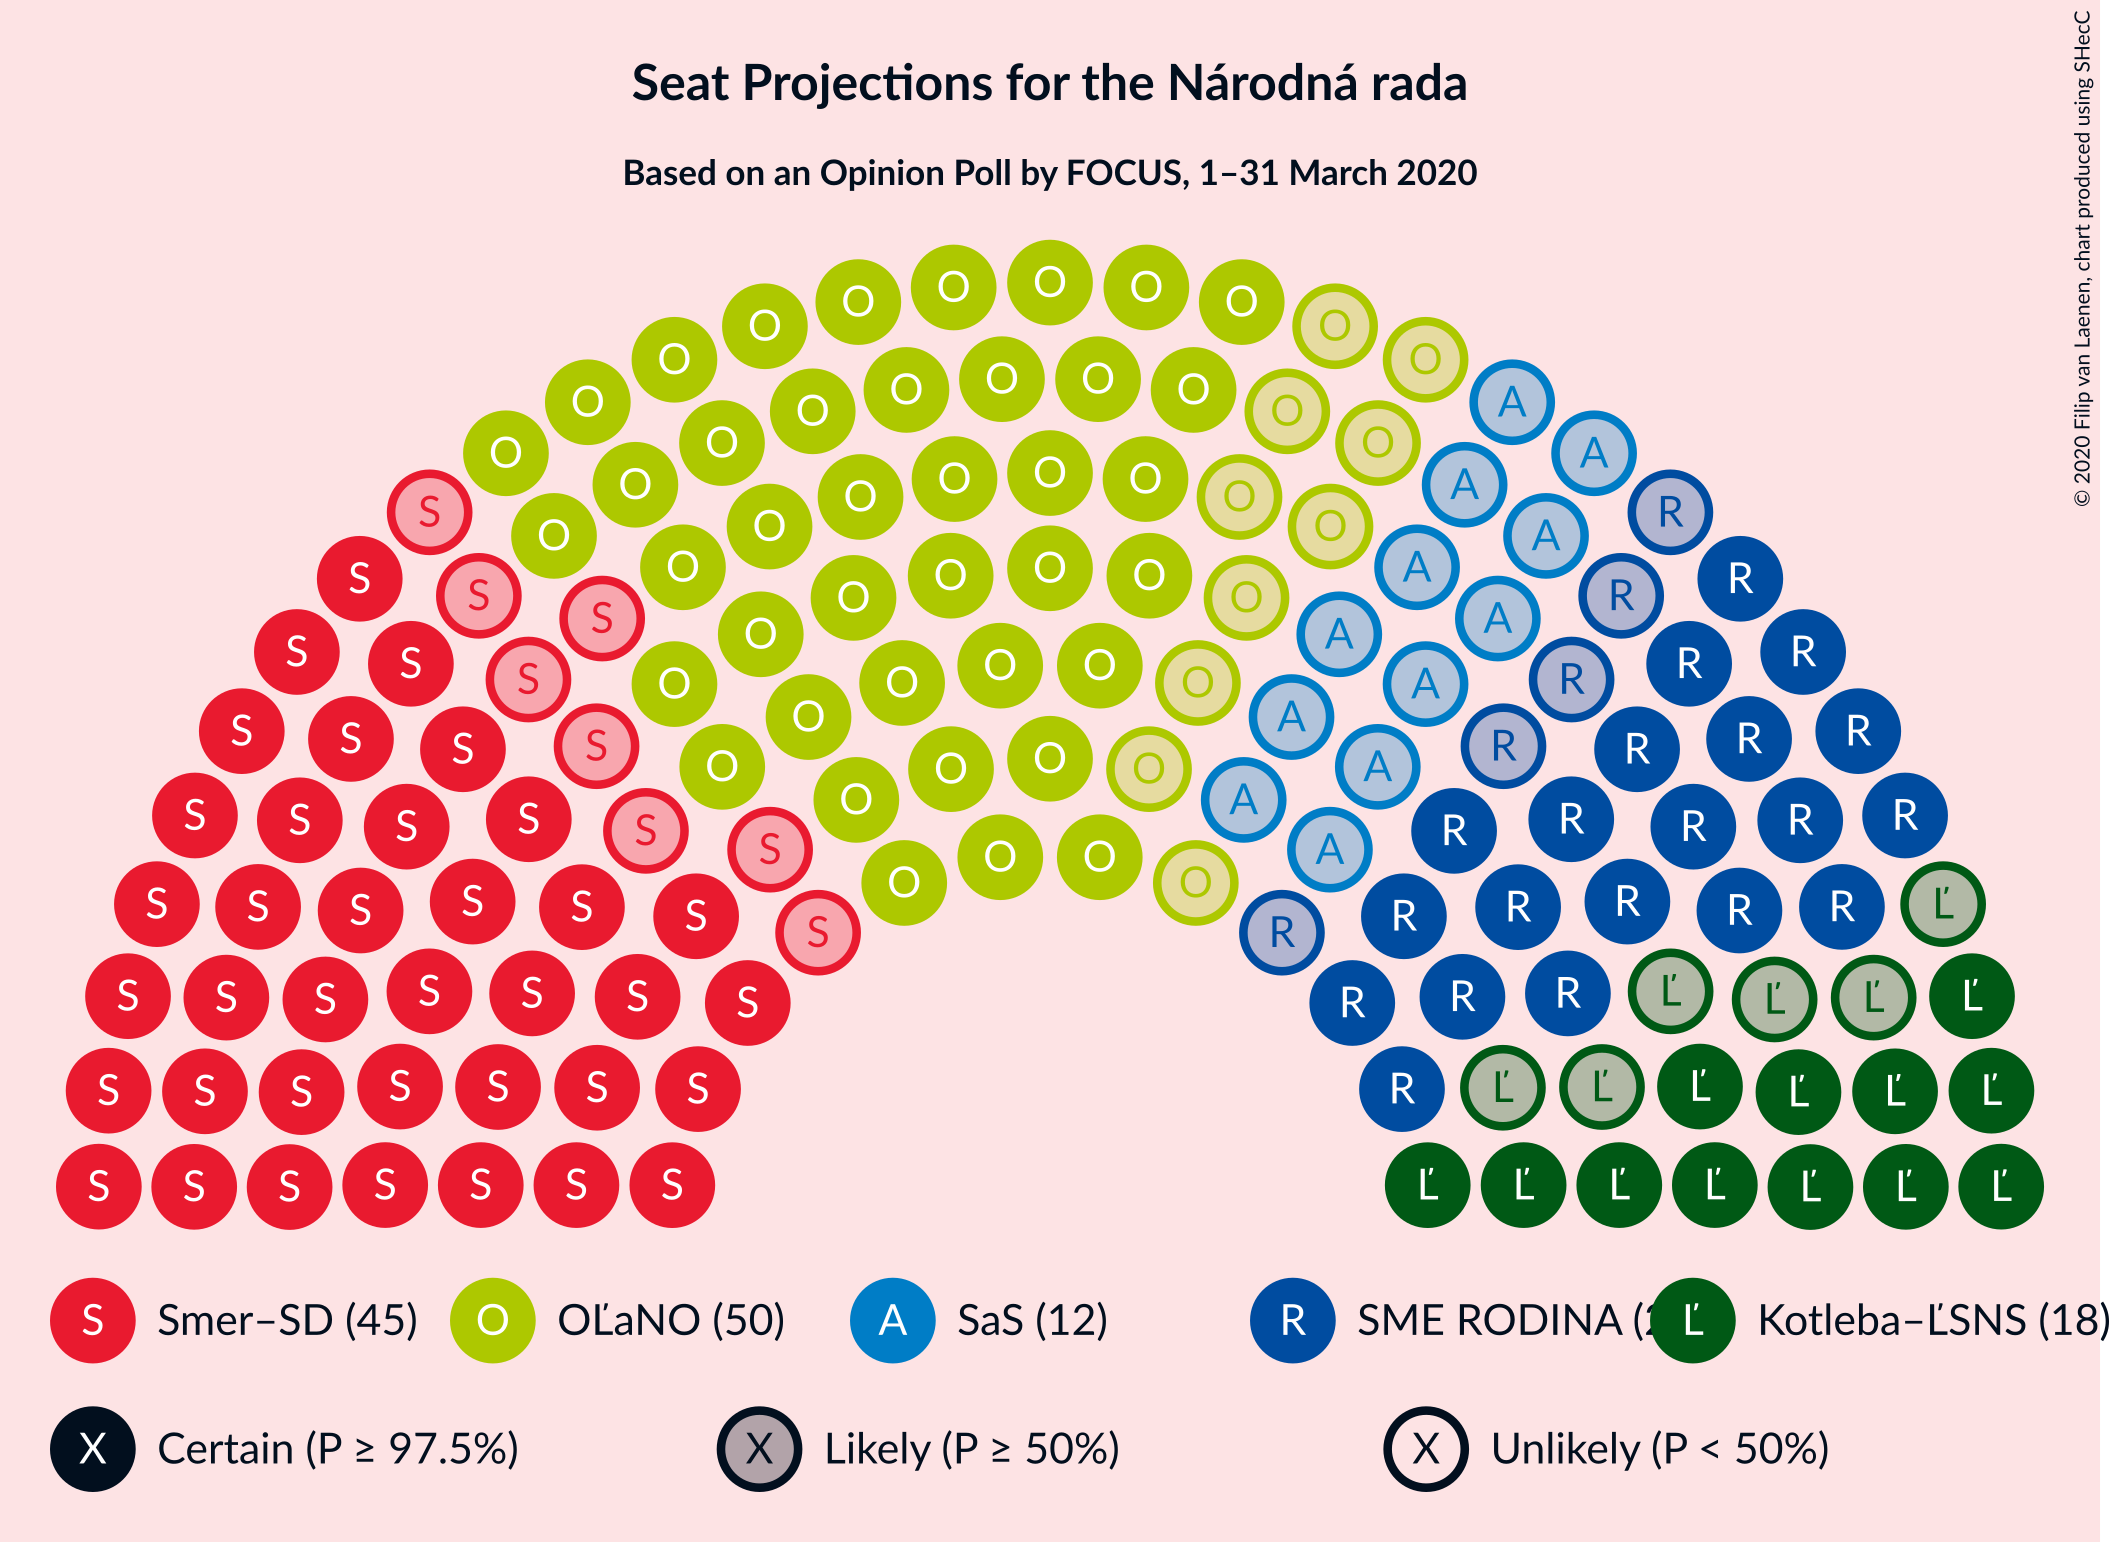 Seat Projections for the Národná rada
Based on an Opinion Poll by FOCUS, 1–31 March 2020
© 2020 Filip van Laenen, chart produced using SHecC
S Smer–SD (45) O OĽaNO (50) A SaS (12) R SME RODINA Ľ Kotleba–ĽSNS (18)
X Certain (P ≥ 97.5%) X Likely (P ≥ 50%) X Unlikely (P < 50%)